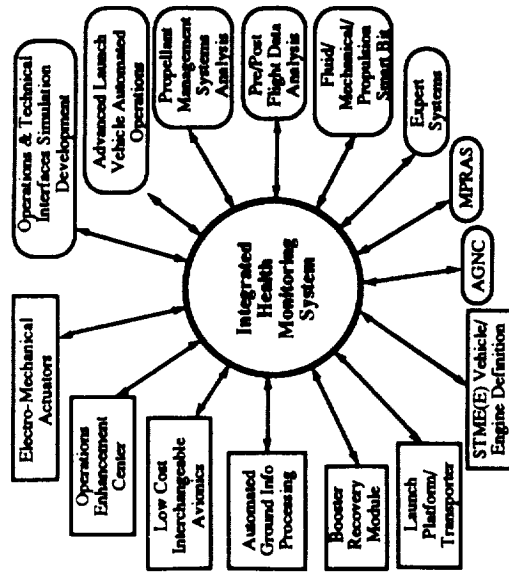 Operations & Technical
Interfaces Simulation
Development
Advanced Launch
Vehicle Automated
Operations
Propellant
Management
Systems
Analysis
Pre/Post
Flight Data
Analysis
Fluid/
Mechanical/
Propulsion
Smart Bit
Expert
Systems
MPRAS
AGNC
Integrated
Health
Monitoring
System
Electro-Mechanical
Actuators
Operations
Enhancement
Center
Low Cost
Interchangeable
Avionics
Automated
Ground Info
Processing
Booster
Recovery
Module
Launch
Platform/
Transporter
STME(E) Vehicle/
Engine Definition